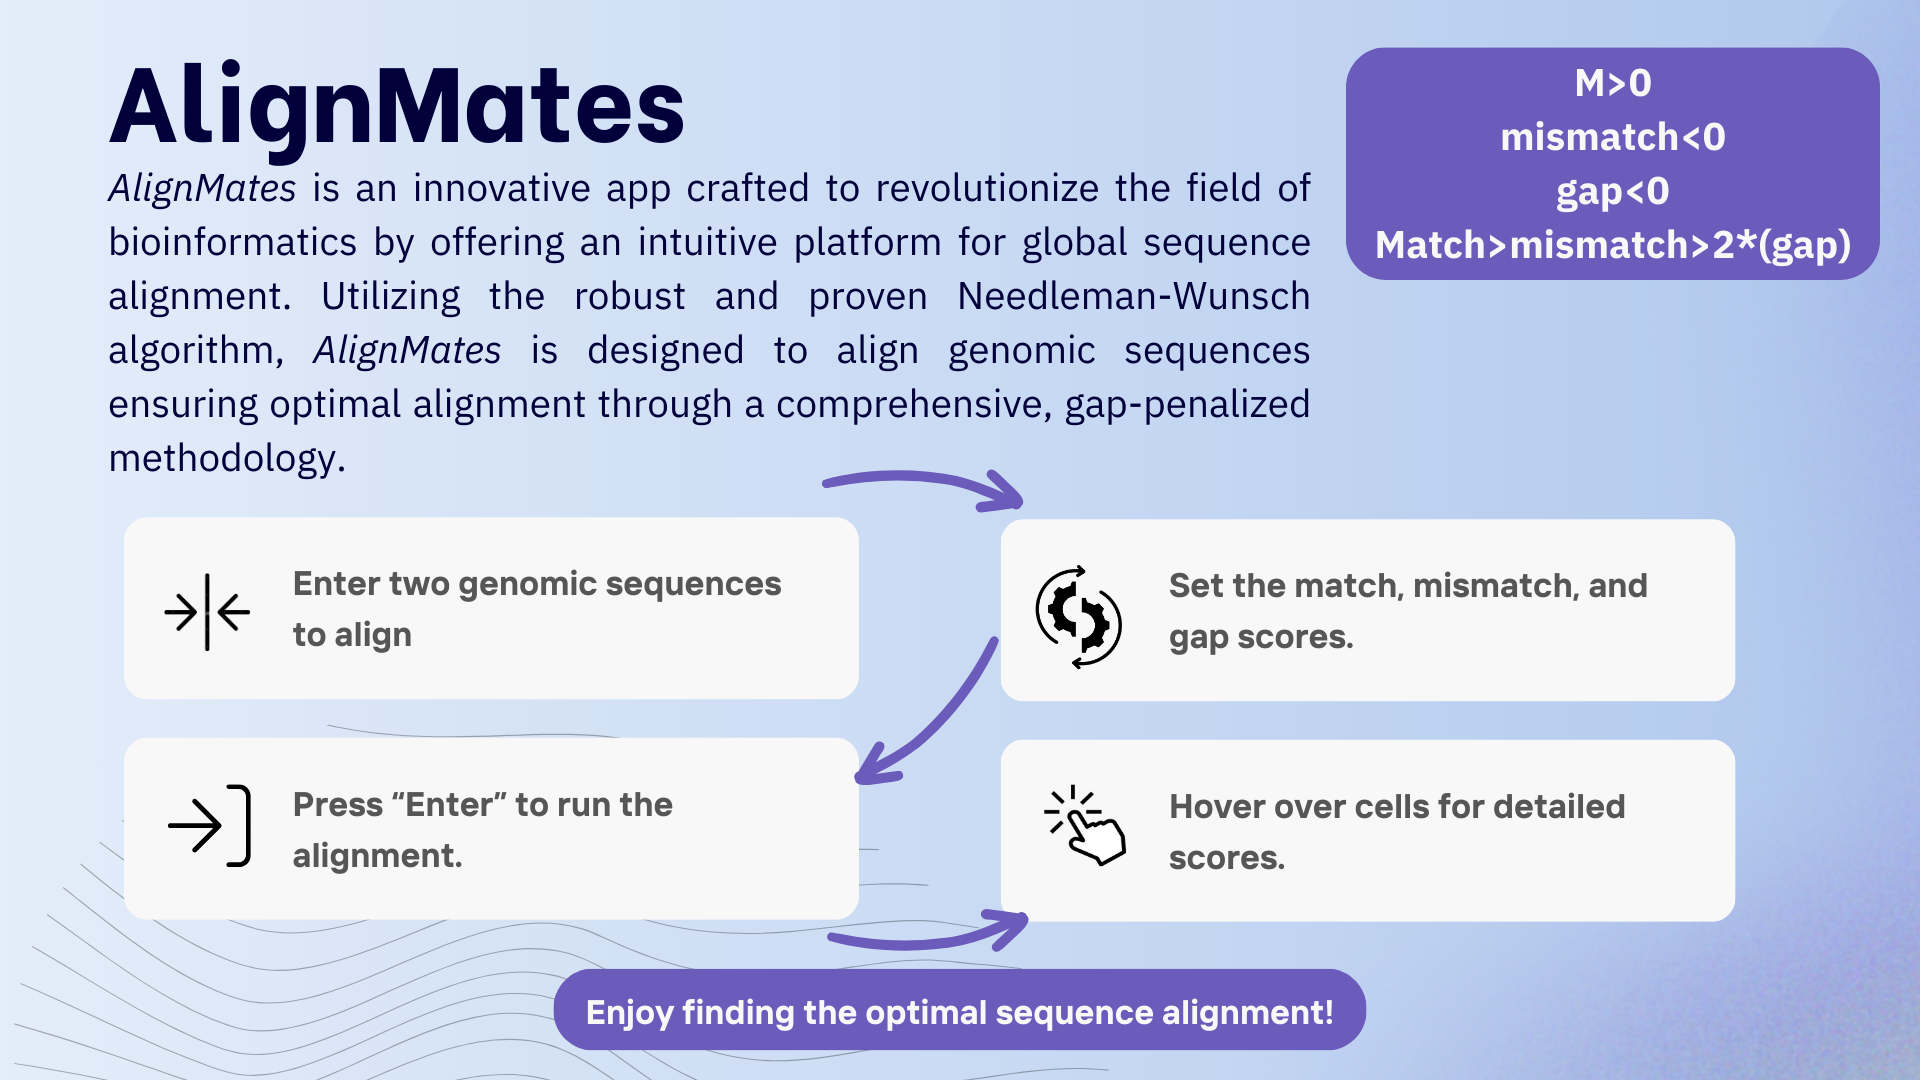 AlignMates
AlignMates is an innovative app crafted to revolutionize the field of
bioinformatics by offering an intuitive platform for global sequence
alignment. Utilizing the robust and proven Needleman-Wunsch
algorithm, AlignMates is designed to align genomic sequences
ensuring optimal alignment through a comprehensive, gap-penalized
methodology.
M>0
mismatch<0
gap<0
Match>mismatch>2*(gap)
Enter two genomic sequences
to align
Set the match, mismatch, and
gap scores.
Press “Enter” to run the
alignment.
Hover over cells for detailed
scores.
Enjoy finding the optimal sequence alignment!